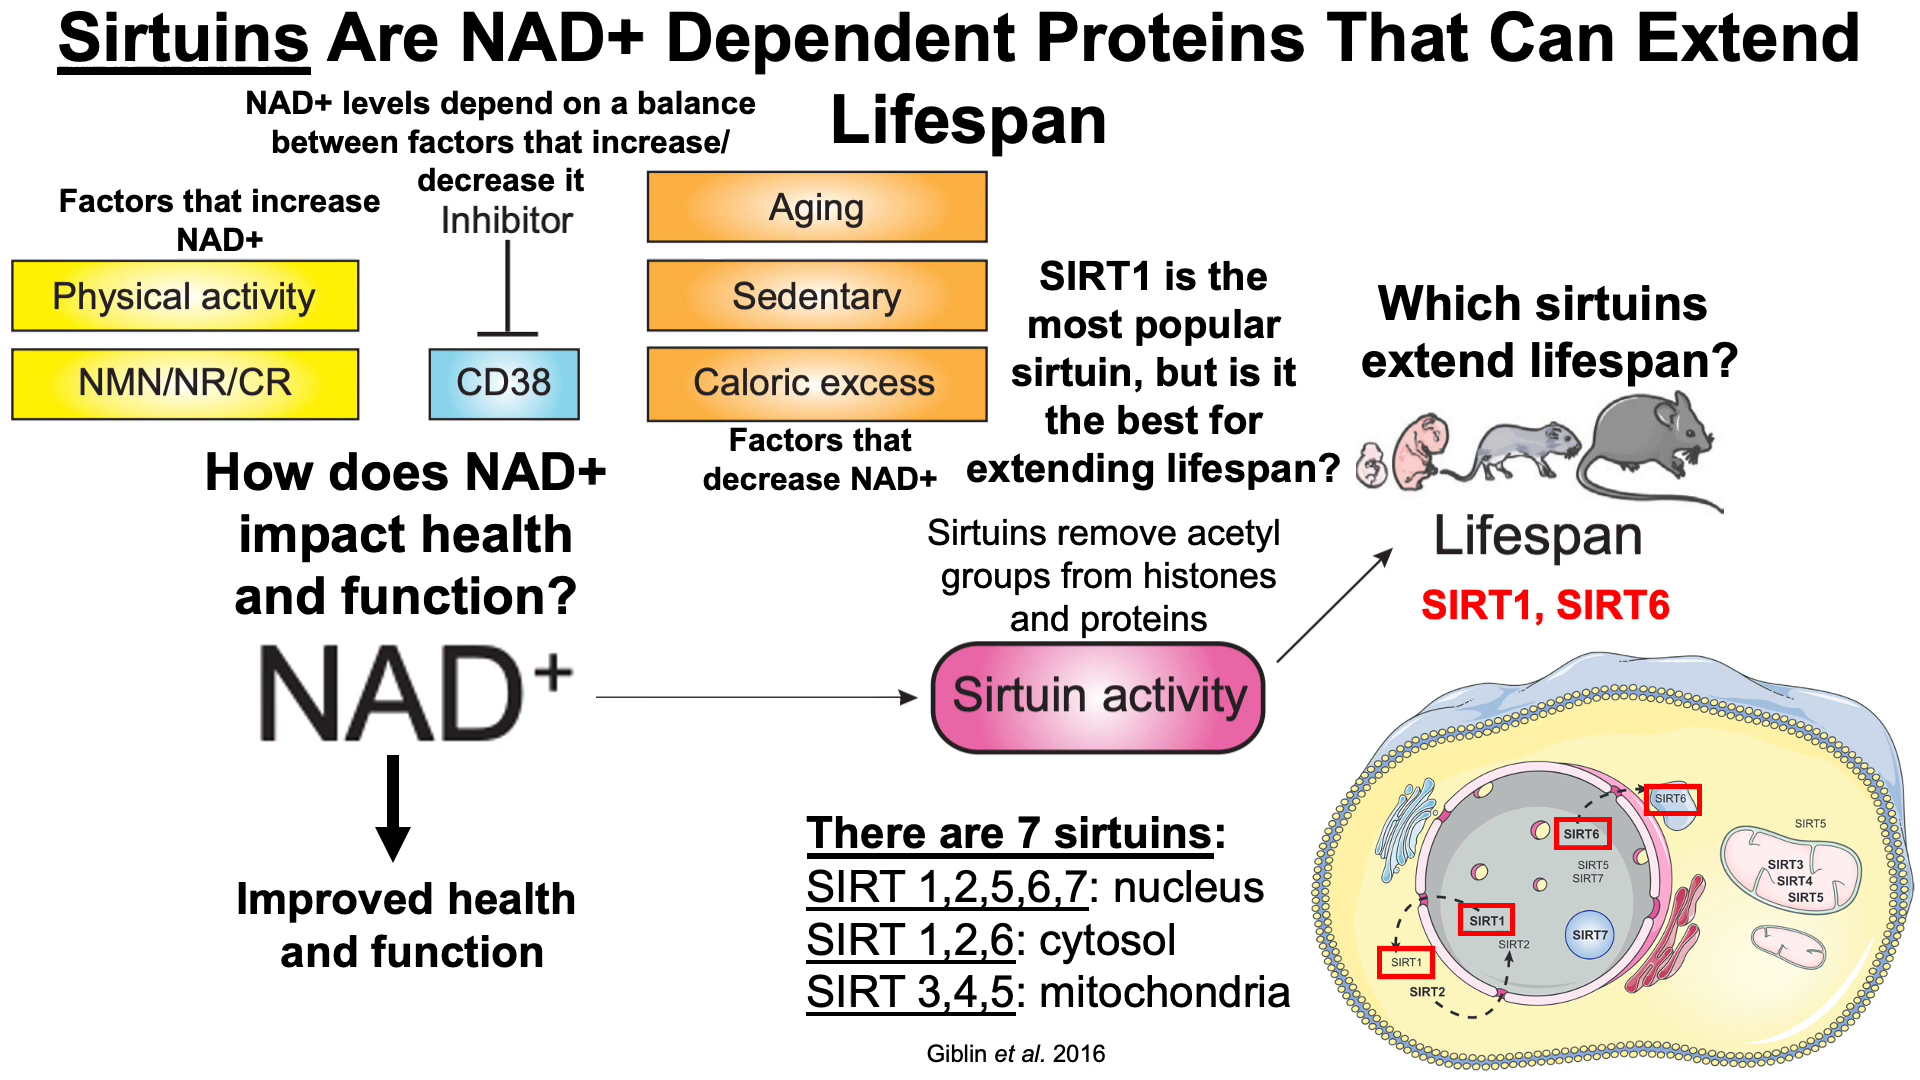 Sirtuins Are NAD+ Dependent Proteins That Can Extend
Lifespan
NAD+ levels depend on a balance
between factors that increase/
decrease it
Factors that increase
NAD+
Physical activity
NMN/NR/CR
Inhibitor
CD38
Aging
Sedentary
Caloric excess
Factors that
decrease NAD+
SIRT1 is the
most popular
sirtuin, but is it
the best for
extending lifespan?
Which sirtuins
extend lifespan?
Lifespan
SIRT1, SIRT6
How does NAD+
impact health
and function?
NAD+
Improved health
and function
Sirtuins remove acetyl
groups from histones
and proteins
Sirtuin activity
There are 7 sirtuins:
SIRT 1,2,5,6,7: nucleus
SIRT 1,2,6: cytosol
SIRT 3,4,5: mitochondria
Giblin et al. 2016
SIRT6
SIRT6
SIRT5
SIRT7
SIRT1
SIRT2
SIRT7
SIRT1
SIRT2
SIRT5
SIRT3
SIRT4
SIRT5